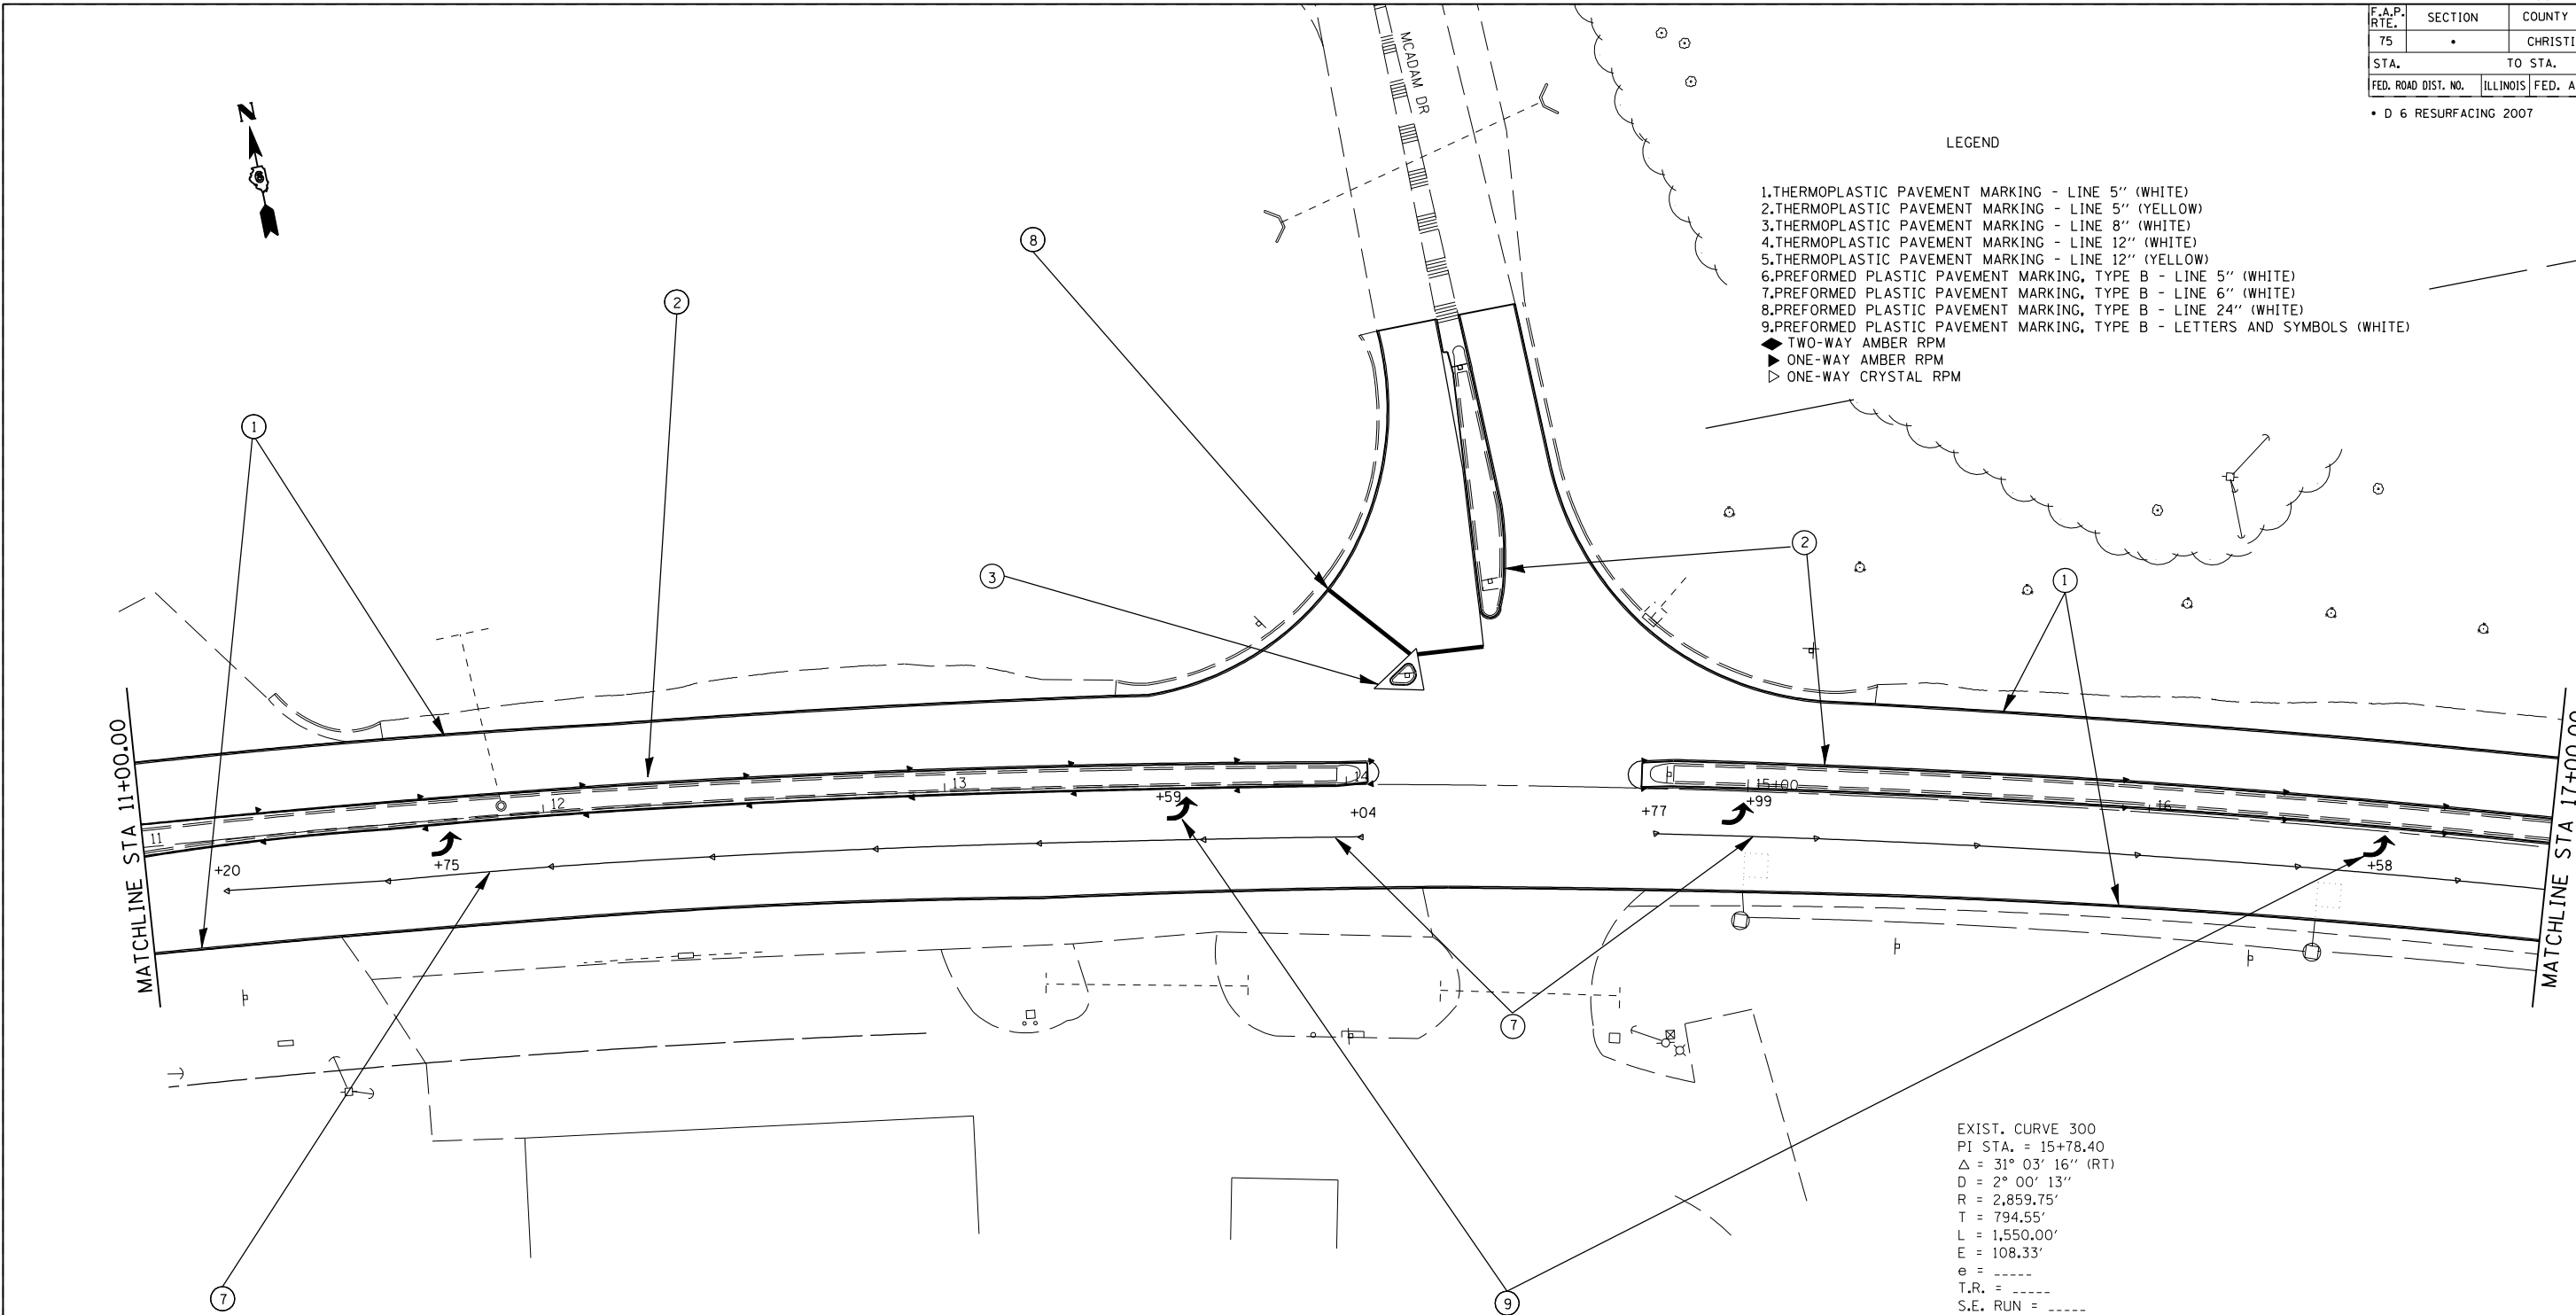 F.A.P. RTE. SECTION COUNTY
75 • CHRISTI
STA. TO STA.
FED. ROAD DIST. NO. ILLINOIS FED. A
• D 6 RESURFACING 2007
N
6
MCADAM DR
LEGEND
1.THERMOPLASTIC PAVEMENT MARKING - LINE 5'' (WHITE)
2.THERMOPLASTIC PAVEMENT MARKING - LINE 5'' (YELLOW)
3.THERMOPLASTIC PAVEMENT MARKING - LINE 8'' (WHITE)
4.THERMOPLASTIC PAVEMENT MARKING - LINE 12'' (WHITE)
5.THERMOPLASTIC PAVEMENT MARKING - LINE 12'' (YELLOW)
6.PREFORMED PLASTIC PAVEMENT MARKING, TYPE B - LINE 5'' (WHITE)
7.PREFORMED PLASTIC PAVEMENT MARKING, TYPE B - LINE 6'' (WHITE)
8.PREFORMED PLASTIC PAVEMENT MARKING, TYPE B - LINE 24'' (WHITE)
9.PREFORMED PLASTIC PAVEMENT MARKING, TYPE B - LETTERS AND SYMBOLS (WHITE)
TWO-WAY AMBER RPM
ONE-WAY AMBER RPM
ONE-WAY CRYSTAL RPM
8
2
1
3
2
1
MATCHLINE STA 11+00.00
11
12
13
14
15+00
16
+20
+75
+59
+04
+77
+99
+58
MATCHLINE STA 17+00.00
7
7
9
EXIST. CURVE 300
PI STA. = 15+78.40
Δ = 31° 03' 16'' (RT)
D = 2° 00' 13''
R = 2,859.75'
T = 794.55'
L = 1,550.00'
E = 108.33'
e = _____
T.R. = _____
S.E. RUN = _____